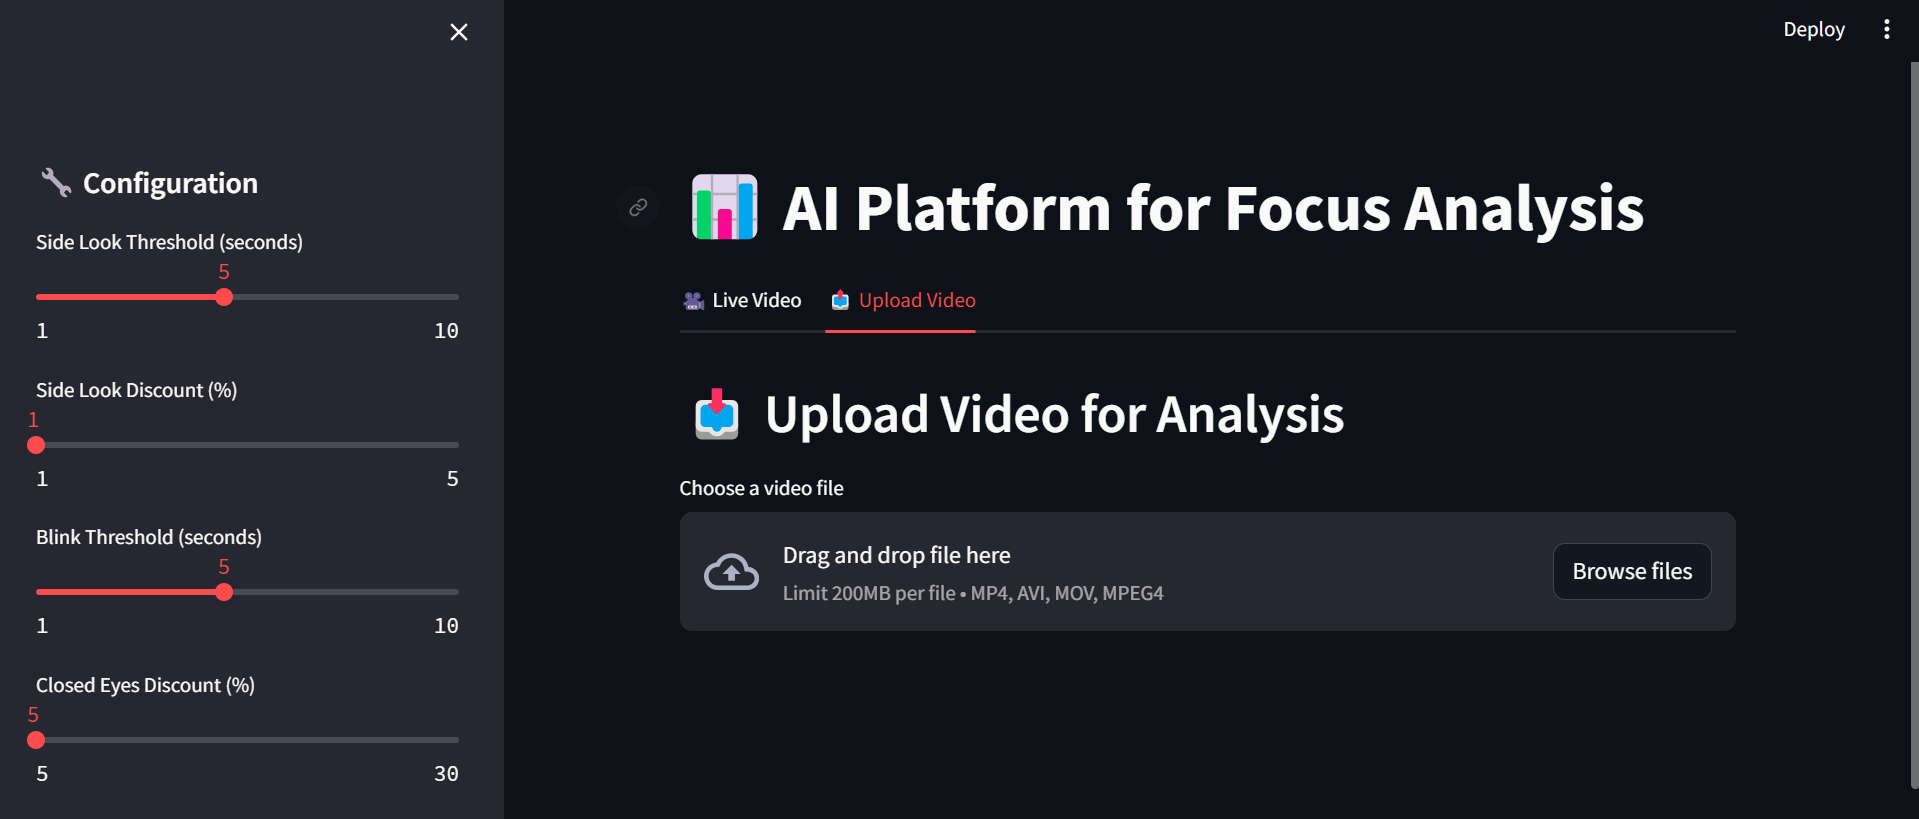 Deploy
Configuration
Side Look Threshold (seconds)
5
1 10
Side Look Discount (%)
1
1 5
Blink Threshold (seconds)
5
1 10
Closed Eyes Discount (%)
5
5 30
AI Platform for Focus Analysis
Live Video Upload Video
Upload Video for Analysis
Choose a video file
Drag and drop file here
Limit 200MB per file • MP4, AVI, MOV, MPEG4
Browse files